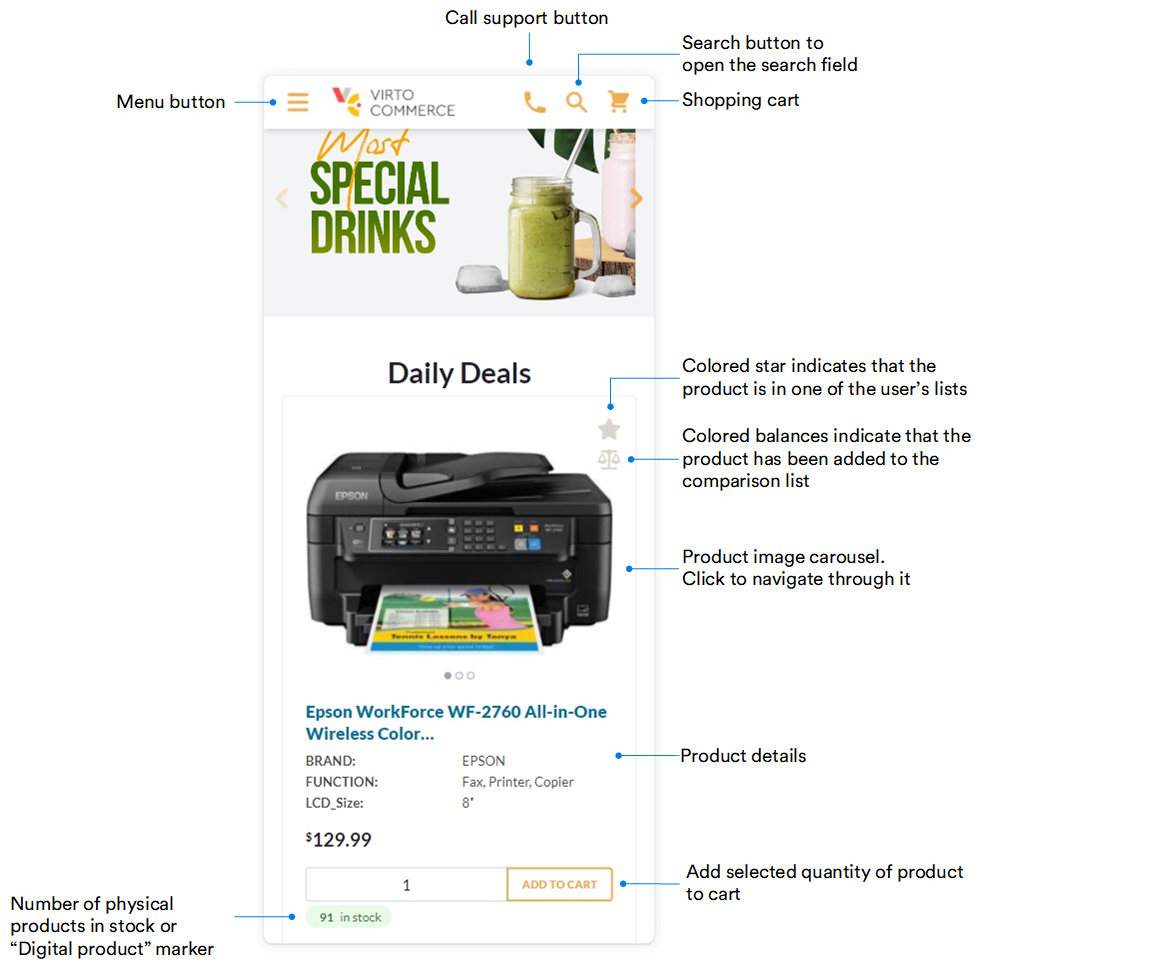 Call support button
Search button to
open the search field
Menu button
VIRTO
COMMERCE
Shopping cart
Most
SPECIAL
DRINKS
Daily Deals
Colored star indicates that the
product is in one of the user's lists
Colored balances indicate that the
product has been added to the
comparison list
EPSON
Product image carousel.
Click to navigate through it
Tennis Lessons by Tanya
Epson WorkForce WF-2760 All-in-One
Wireless Color...
BRAND: EPSON
FUNCTION: Fax, Printer, Copier
LCD_Size: 8"
Product details
$129.99
1
ADD TO CART
Add selected quantity of product
to cart
91 in stock
Number of physical
products in stock or
“Digital product” marker